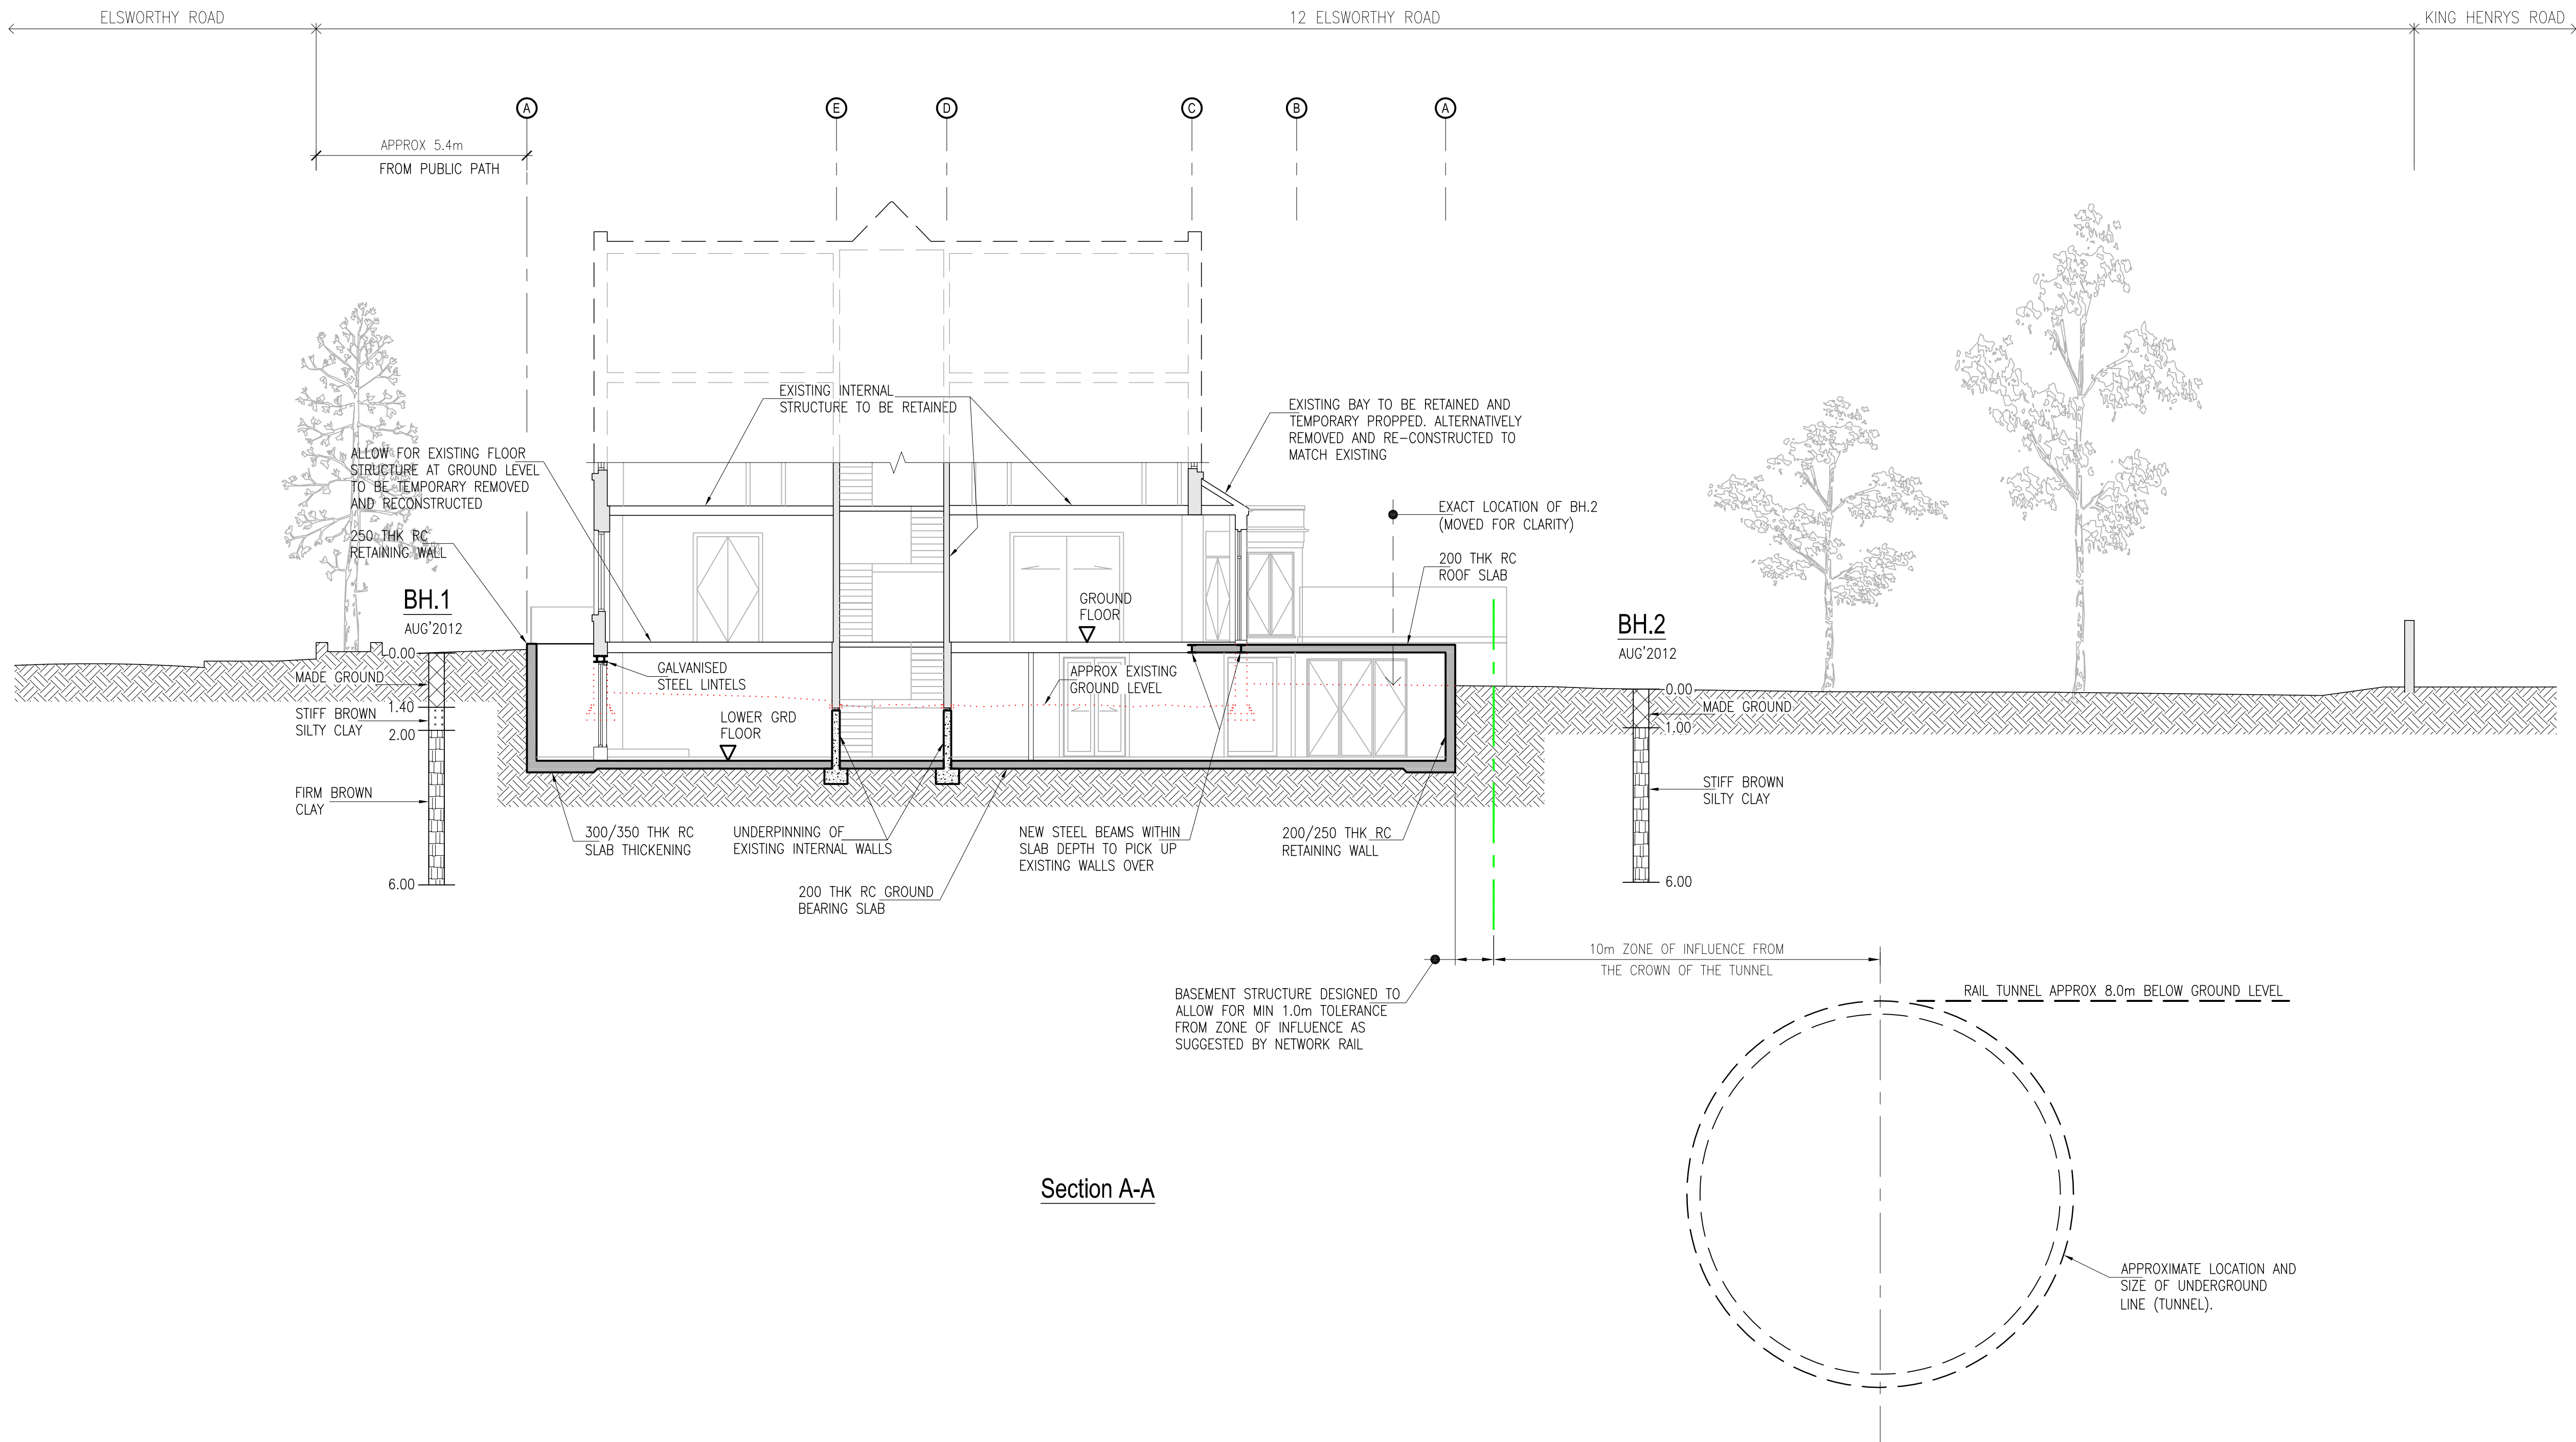 ELSWORTHY ROAD
12 ELSWORTHY ROAD
KING HENRYS ROAD
A
E
D
C
B
A
APPROX 5.4m
FROM PUBLIC PATH
EXISTING INTERNAL
STRUCTURE TO BE RETAINED
EXISTING BAY TO BE RETAINED AND
TEMPORARY PROPPED. ALTERNATIVELY
REMOVED AND RE-CONSTRUCTED TO
MATCH EXISTING
ALLOW FOR EXISTING FLOOR
STRUCTURE AT GROUND LEVEL
TO BE TEMPORARY REMOVED
AND RECONSTRUCTED
250 THK RC
RETAINING WALL
EXACT LOCATION OF BH.2
(MOVED FOR CLARITY)
200 THK RC
ROOF SLAB
BH.1
AUG'2012
GROUND
FLOOR
BH.2
AUG'2012
0.00
MADE GROUND
1.40
STIFF BROWN
SILTY CLAY
2.00
FIRM BROWN
CLAY
6.00
GALVANISED
STEEL LINTELS
APPROX EXISTING
GROUND LEVEL
LOWER GRD
FLOOR
0.00
MADE GROUND
1.00
STIFF BROWN
SILTY CLAY
6.00
300/350 THK RC
SLAB THICKENING
UNDERPINNING OF
EXISTING INTERNAL WALLS
NEW STEEL BEAMS WITHIN
SLAB DEPTH TO PICK UP
EXISTING WALLS OVER
200/250 THK RC
RETAINING WALL
200 THK RC GROUND
BEARING SLAB
10m ZONE OF INFLUENCE FROM
THE CROWN OF THE TUNNEL
BASEMENT STRUCTURE DESIGNED TO
ALLOW FOR MIN 1.0m TOLERANCE
FROM ZONE OF INFLUENCE AS
SUGGESTED BY NETWORK RAIL
RAIL TUNNEL APPROX 8.0m BELOW GROUND LEVEL
Section A-A
APPROXIMATE LOCATION AND
SIZE OF UNDERGROUND
LINE (TUNNEL).